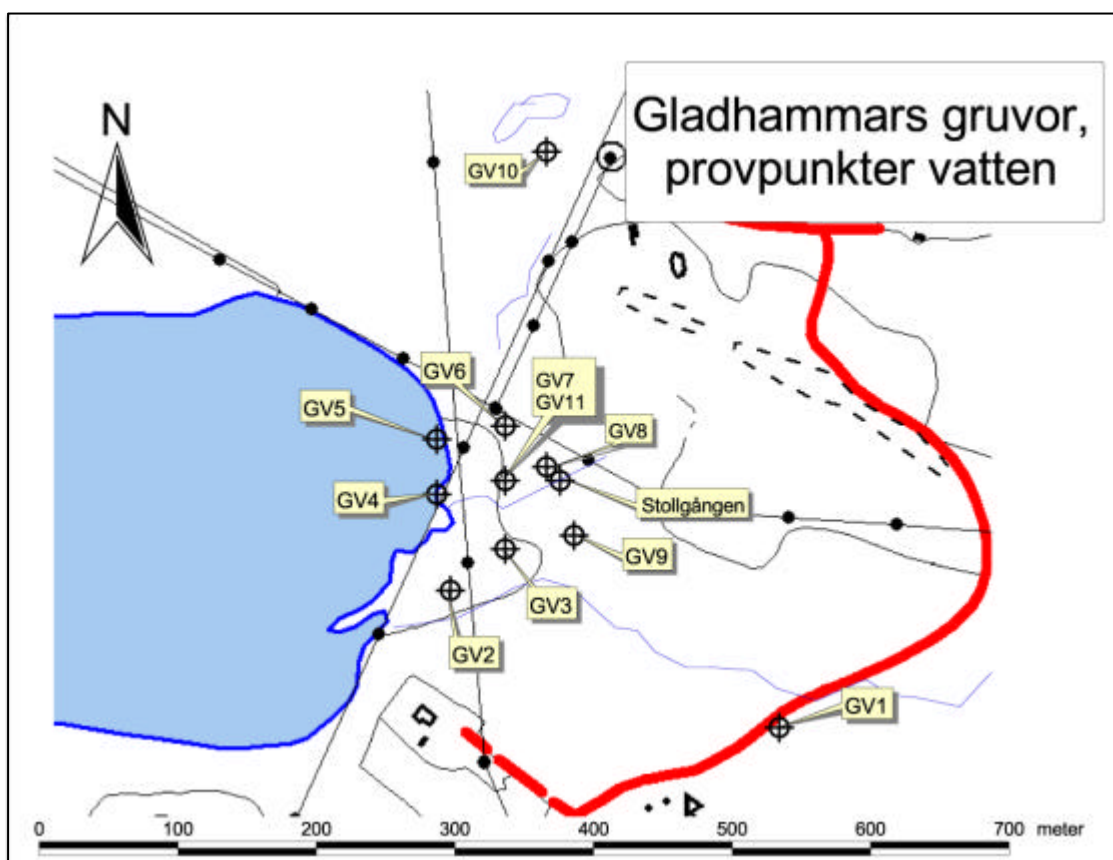 Gladhammars gruvor,
provpunkter vatten
N
GV10
GV6
GV7
GV11
GV5
GV8
GV4
Stollgången
GV9
GV3
GV2
GV1
0 100 200 300 400 500 600 700 meter